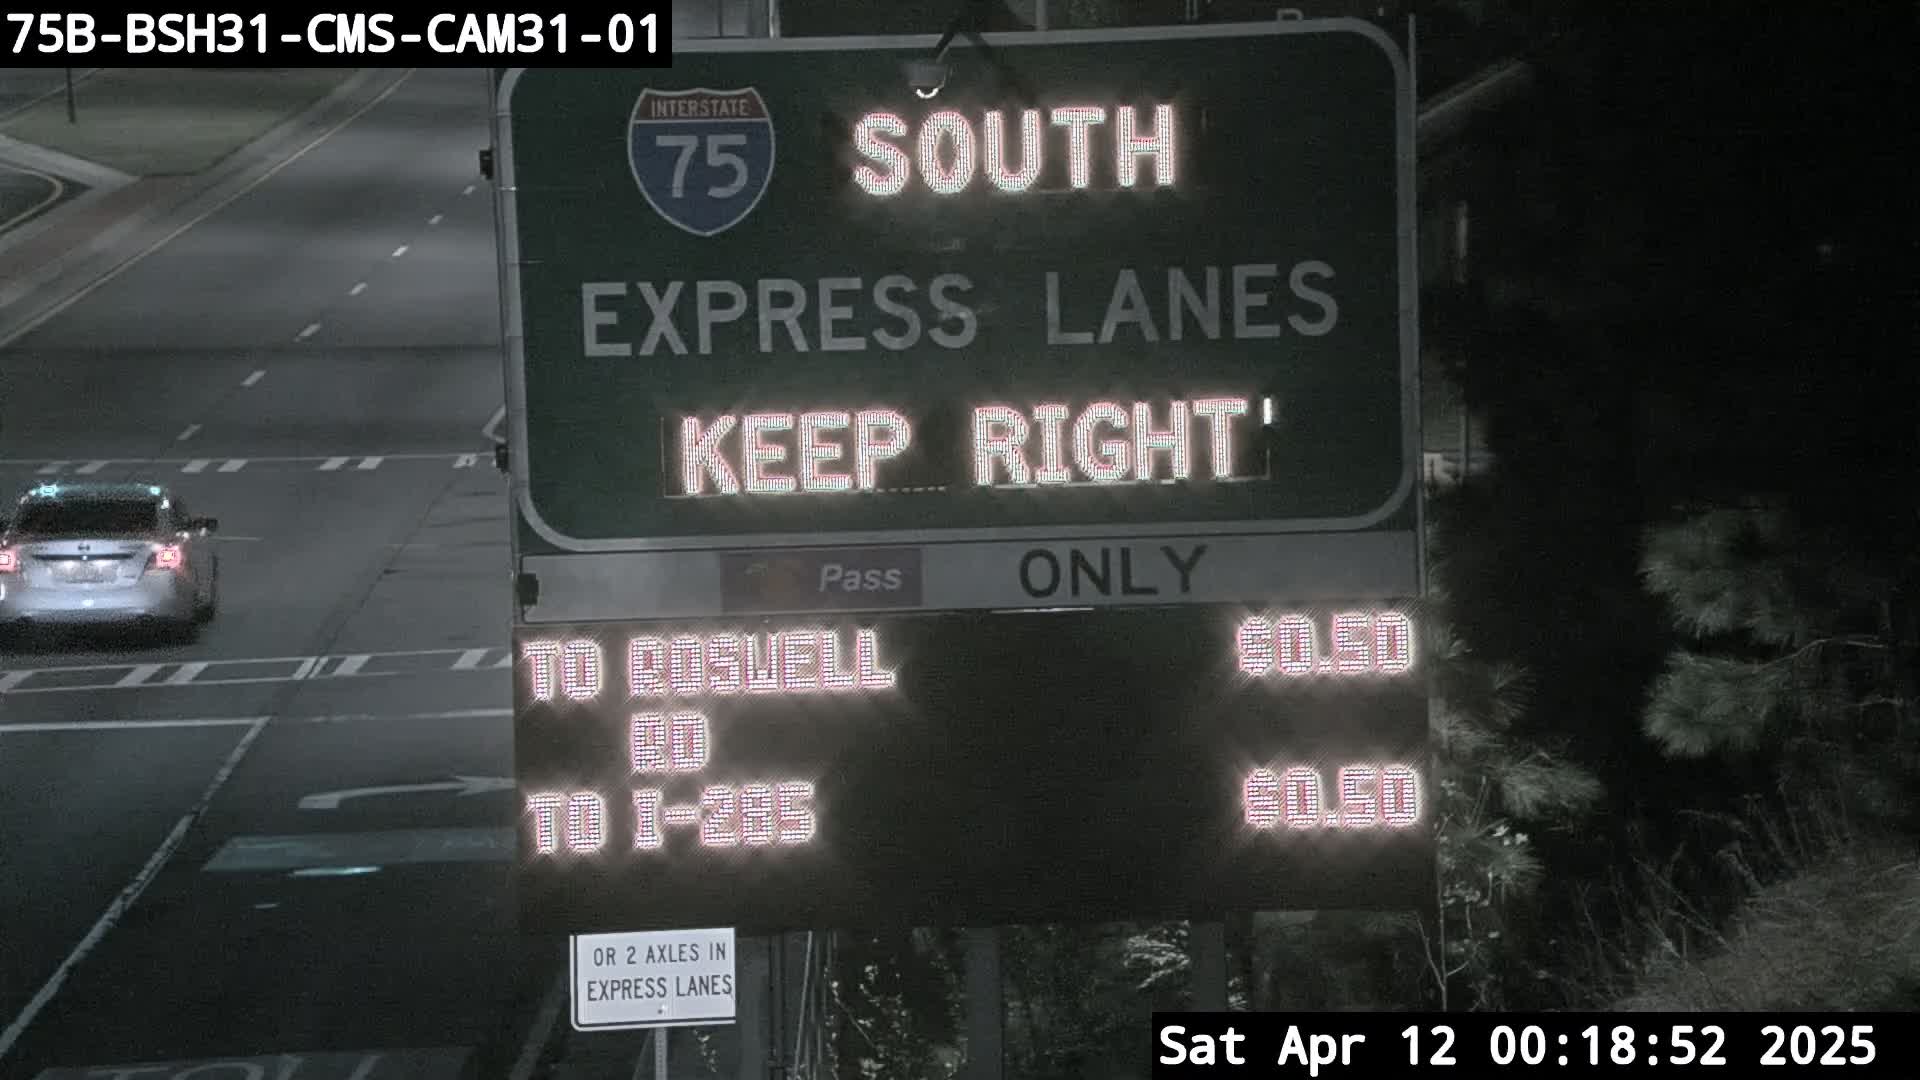 75B-BSH31-CMS-CAM31-01
INTERSTATE
75
SOUTH
EXPRESS LANES
KEEP RIGHT
Pass ONLY
TO ROSWELL $0.50
RD
TO I-285 $0.50
OR 2 AXLES IN
EXPRESS LANES
TOLL
Sat Apr 12 00:18:52 2025